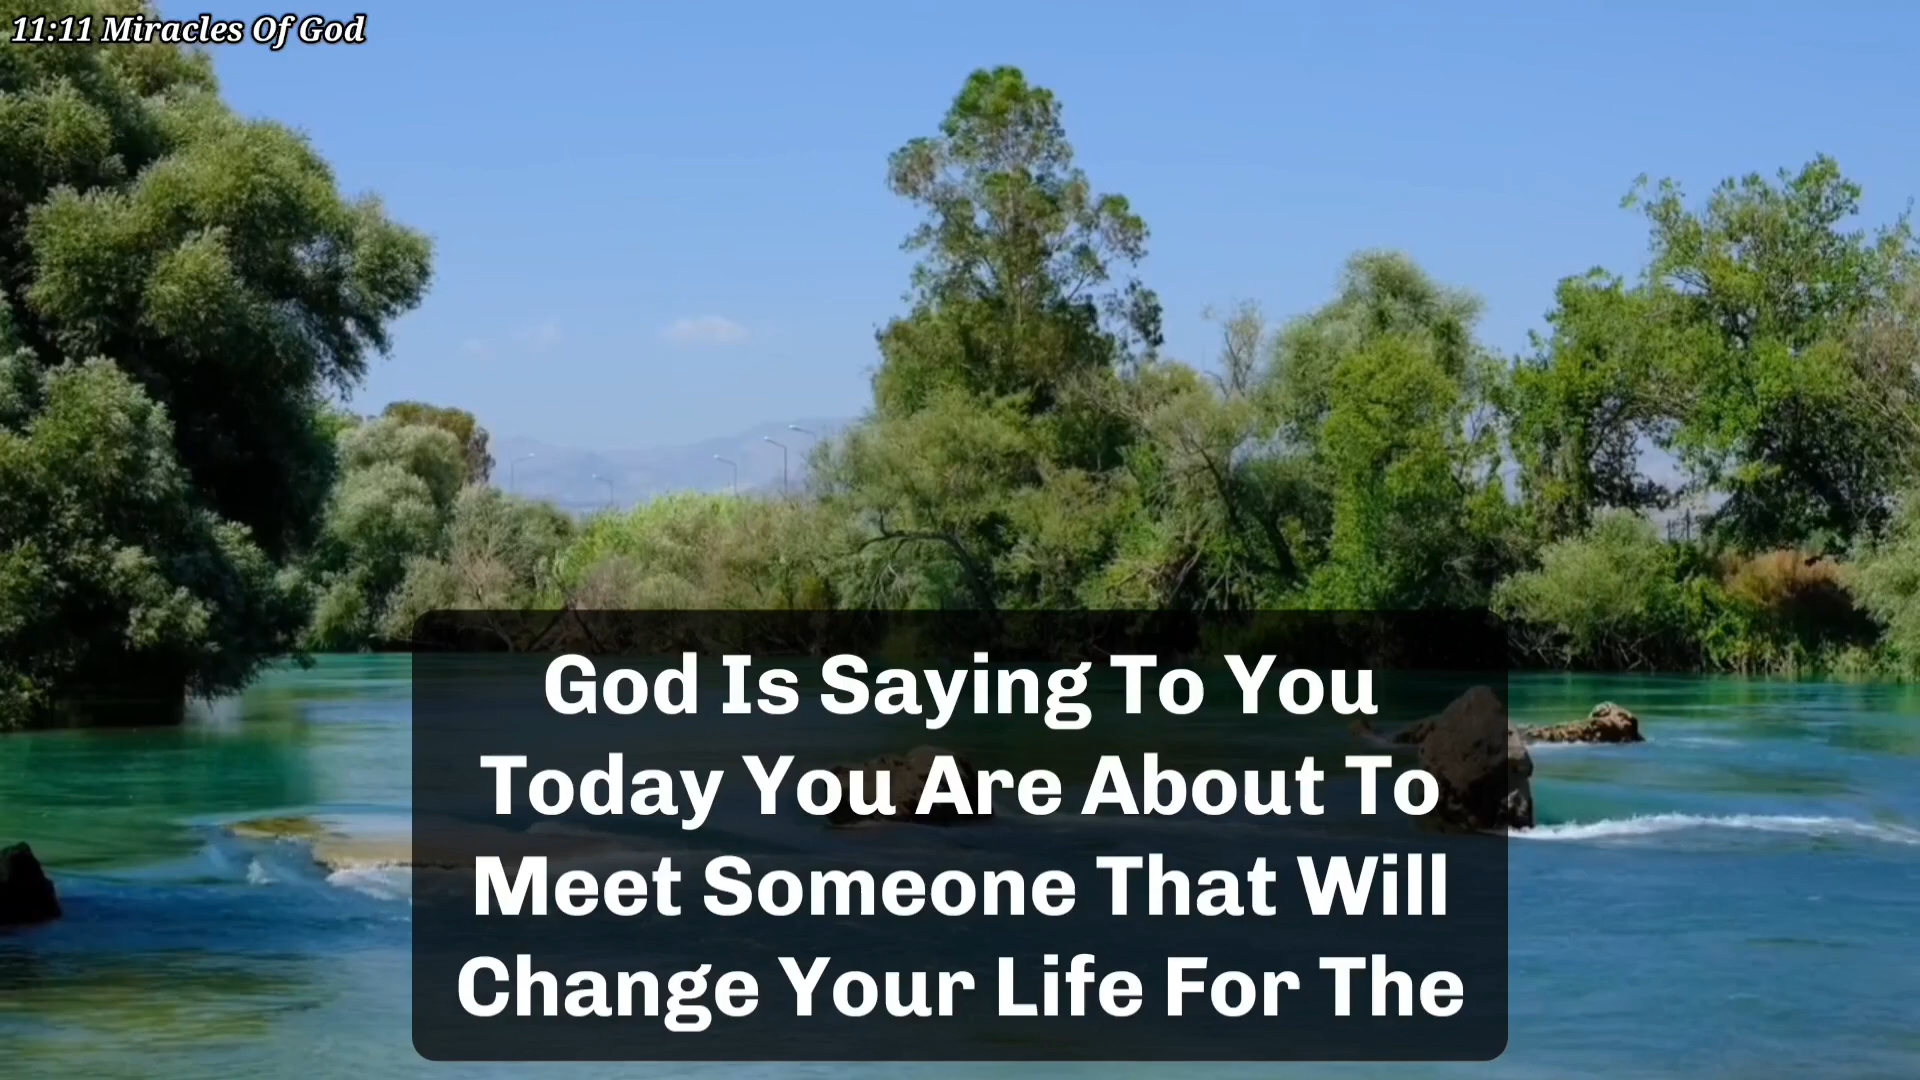 11:11 Miracles Of God
God Is Saying To You
Today You Are About To
Meet Someone That Will
Change Your Life For The